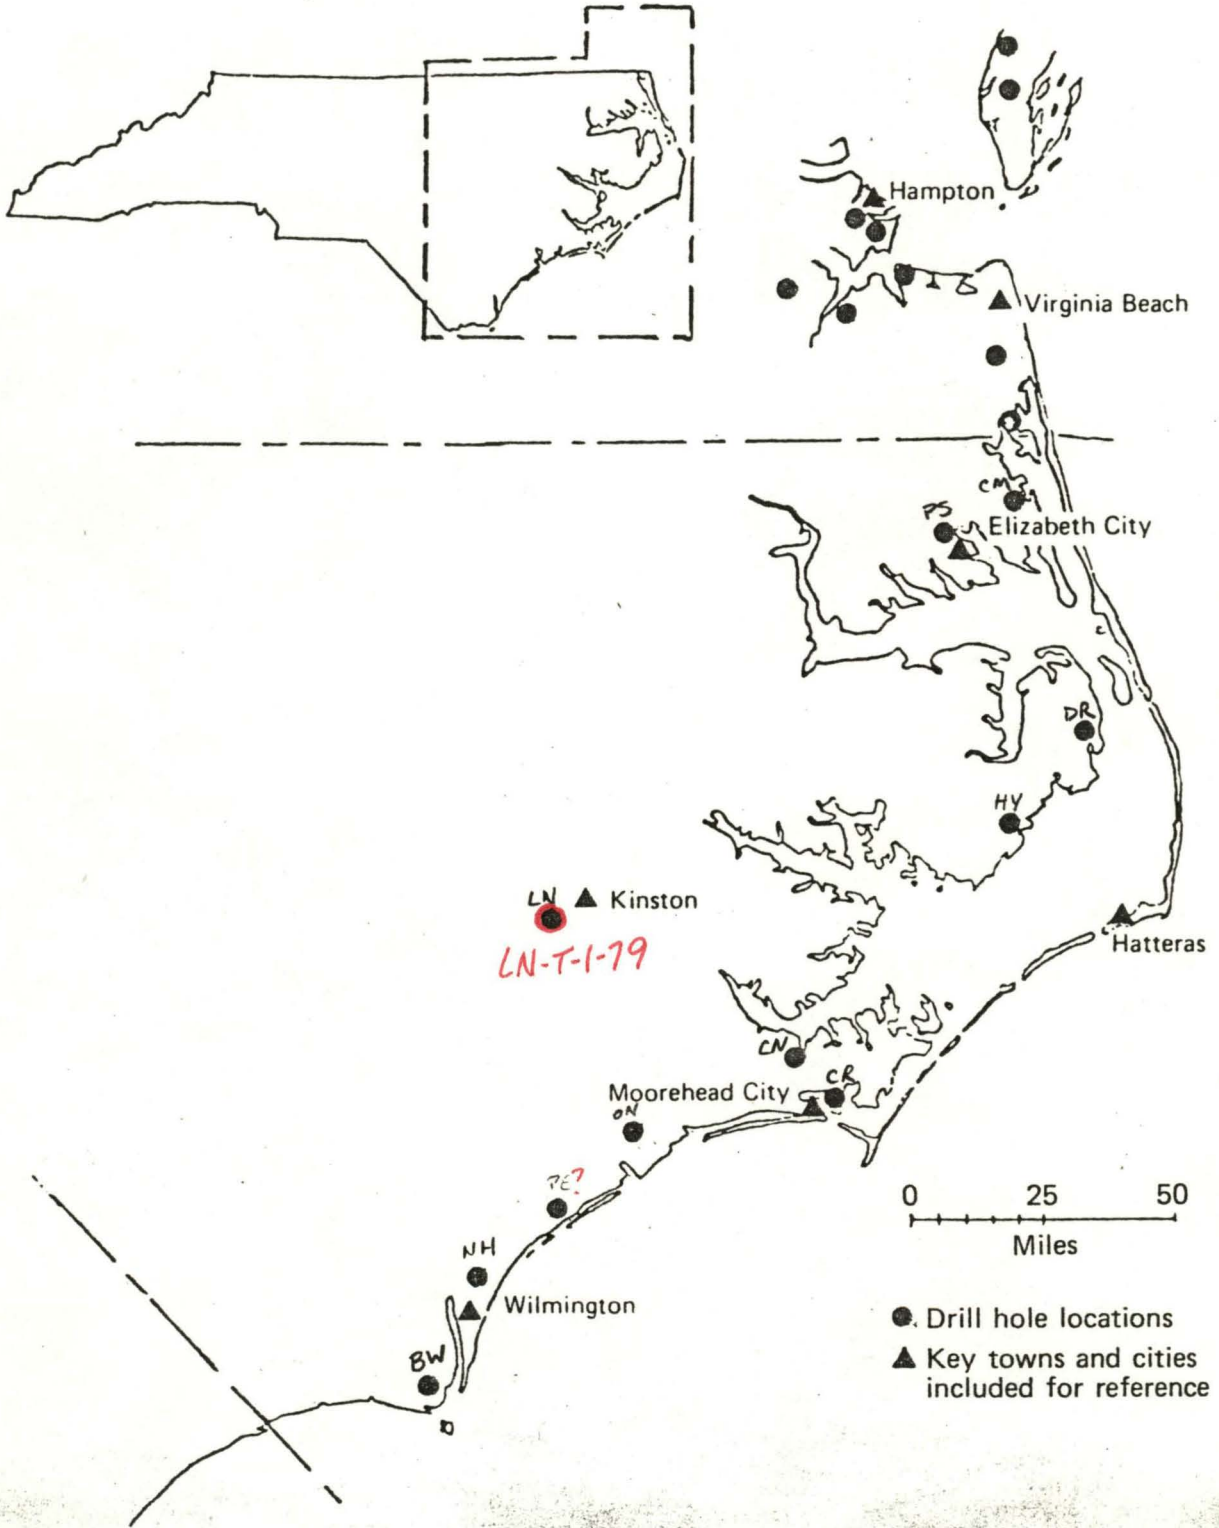 Hampton
Virginia Beach
CM
PS
Elizabeth City
DR
HY
LN
Kinston
LN-T-1-79
Hatteras
CN
CR
Moorehead City
ON
PE?
0 25 50
Miles
NH
Wilmington
Drill hole locations
BW
Key towns and cities
included for reference